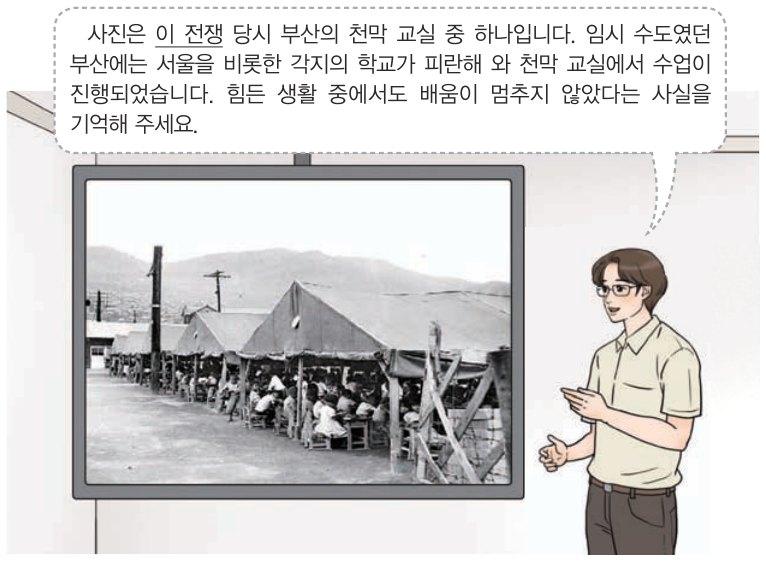 사진은 이 전쟁 당시 부산의 천막 교실 중 하나입니다. 임시 수도였던
부산에는 서울을 비롯한 각지의 학교가 피란해 와 천막 교실에서 수업이
진행되었습니다. 힘든 생활 중에서도 배움이 멈추지 않았다는 사실을
기억해 주세요.